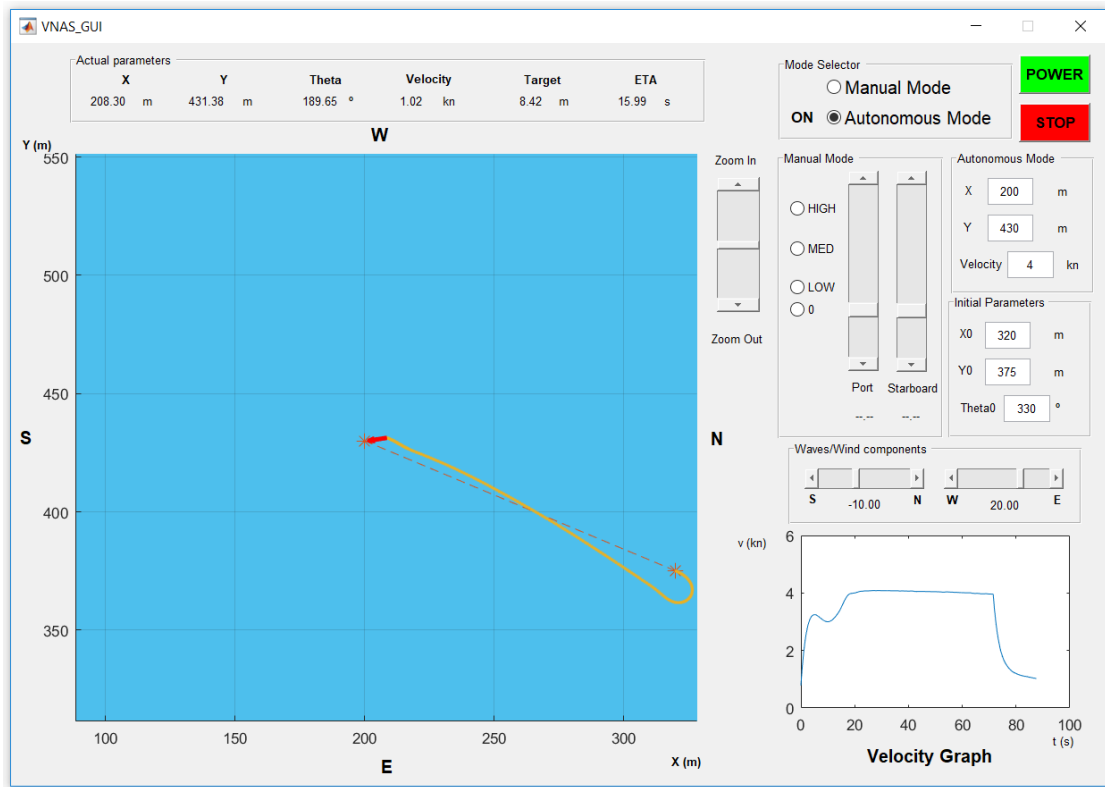 VNAS_GUI
Actual parameters
X Y Theta Velocity Target ETA
208.30 m 431.38 m 189.65 º 1.02 kn 8.42 m 15.99 s
Mode Selector
Manual Mode
ON Autonomous Mode
POWER
STOP
W
Y (m)
550
500
450
400
350
S
N
100 150 200 250 300
E
X (m)
Zoom In
Zoom Out
Manual Mode
HIGH
MED
LOW
0
Port Starboard
--.-- --.--
Autonomous Mode
X 200 m
Y 430 m
Velocity 4 kn
Initial Parameters
X0 320 m
Y0 375 m
Theta0 330 º
Waves/Wind components
S -10.00 N W 20.00 E
v (kn)
6
4
2
0
0 20 40 60 80 100
t (s)
Velocity Graph